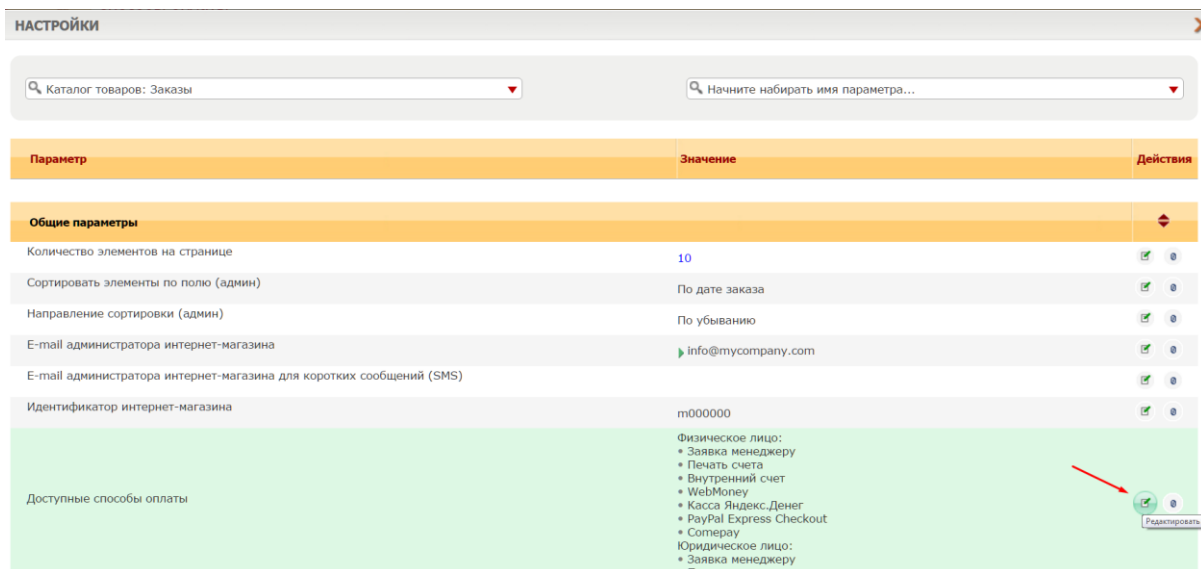 НАСТРОЙКИ
Каталог товаров: Заказы
Начните набирать имя параметра...
Параметр Значение Действия
Общие параметры
Количество элементов на странице 10
Сортировать элементы по полю (админ) По дате заказа
Направление сортировки (админ) По убыванию
E-mail администратора интернет-магазина info@mycompany.com
E-mail администратора интернет-магазина для коротких сообщений (SMS)
Идентификатор интернет-магазина m000000
Доступные способы оплаты
Физическое лицо:
• Заявка менеджеру
• Печать счета
• Внутренний счет
• WebMoney
• Касса Яндекс.Денег
• PayPal Express Checkout
• Comepay
Юридическое лицо:
• Заявка менеджеру
Редактировать